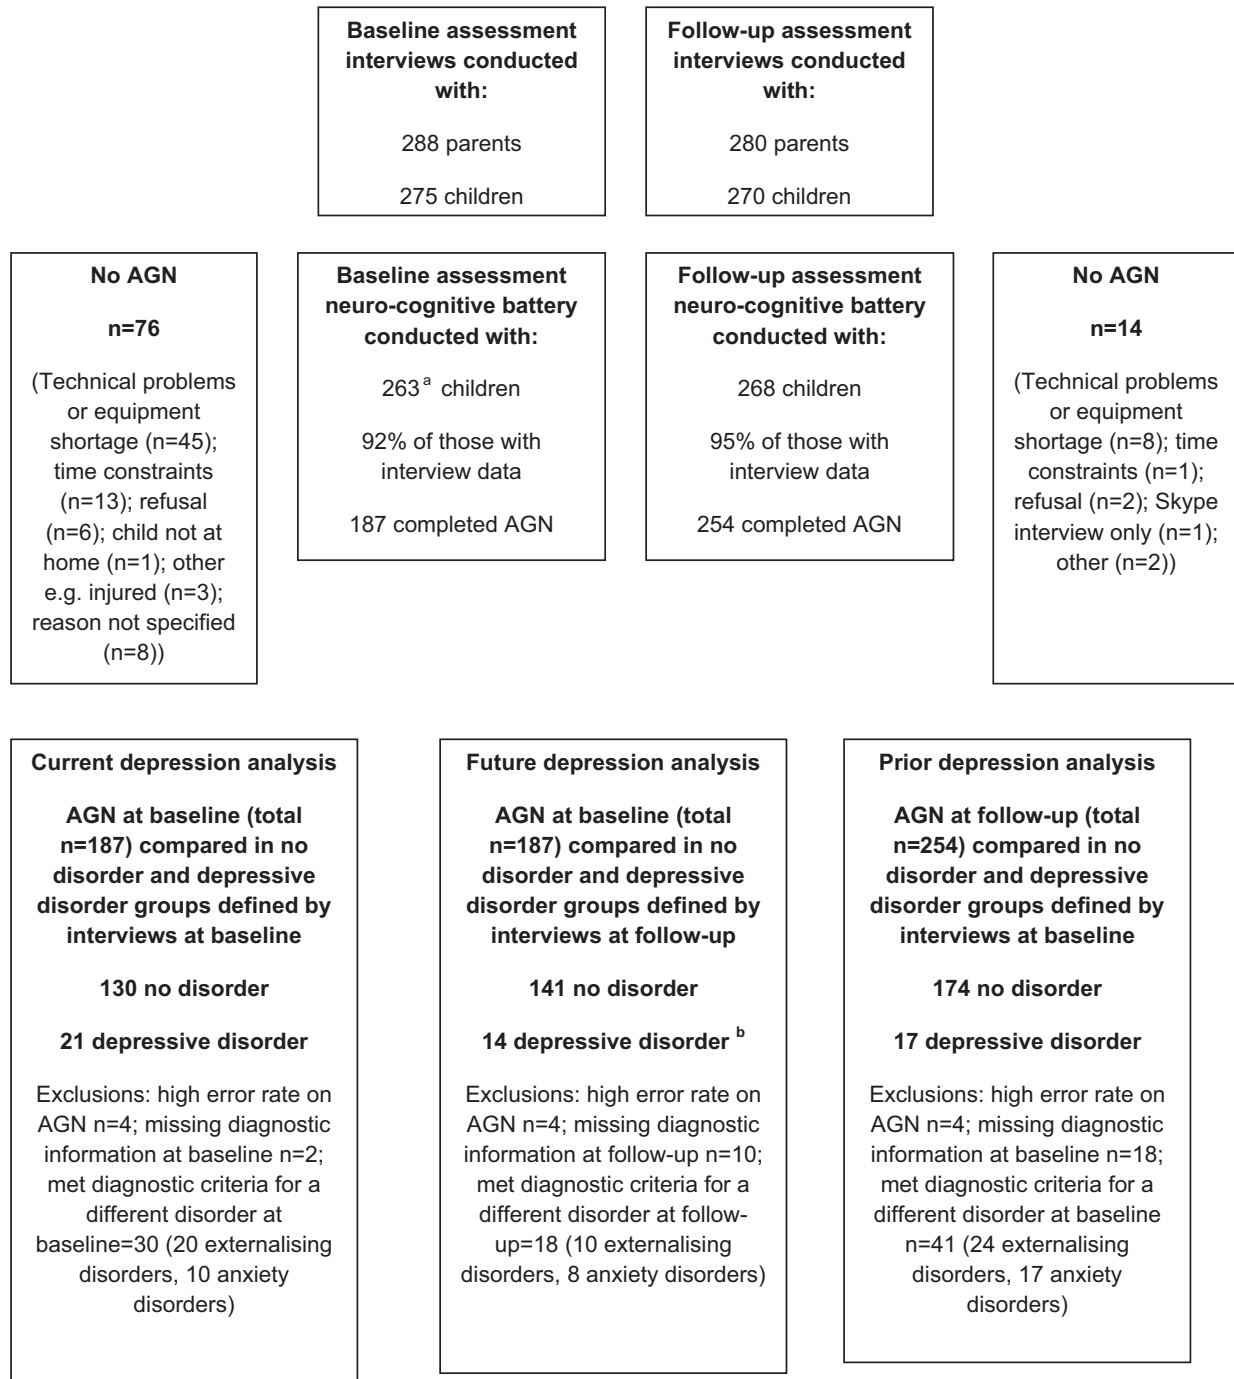 Baseline assessment
interviews conducted
with:
288 parents
275 children
Follow-up assessment
interviews conducted
with:
280 parents
270 children
No AGN
n=76
(Technical problems
or equipment
shortage (n=45);
time constraints
(n=13); refusal
(n=6); child not at
home (n=1); other
e.g. injured (n=3);
reason not specified
(n=8))
Baseline assessment
neuro-cognitive battery
conducted with:
263 a children
92% of those with
interview data
187 completed AGN
Follow-up assessment
neuro-cognitive battery
conducted with:
268 children
95% of those with
interview data
254 completed AGN
No AGN
n=14
(Technical problems
or equipment
shortage (n=8); time
constraints (n=1);
refusal (n=2); Skype
interview only (n=1);
other (n=2))
Current depression analysis
AGN at baseline (total
n=187) compared in no
disorder and depressive
disorder groups defined by
interviews at baseline
130 no disorder
21 depressive disorder
Exclusions: high error rate on
AGN n=4; missing diagnostic
information at baseline n=2;
met diagnostic criteria for a
different disorder at
baseline=30 (20 externalising
disorders, 10 anxiety
disorders)
Future depression analysis
AGN at baseline (total
n=187) compared in no
disorder and depressive
disorder groups defined by
interviews at follow-up
141 no disorder
14 depressive disorder b
Exclusions: high error rate on
AGN n=4; missing diagnostic
information at follow-up n=10;
met diagnostic criteria for a
different disorder at follow-
up=18 (10 externalising
disorders, 8 anxiety disorders)
Prior depression analysis
AGN at follow-up (total
n=254) compared in no
disorder and depressive
disorder groups defined by
interviews at baseline
174 no disorder
17 depressive disorder
Exclusions: high error rate on
AGN n=4; missing diagnostic
information at baseline n=18;
met diagnostic criteria for a
different disorder at baseline
n=41 (24 externalising
disorders, 17 anxiety
disorders)